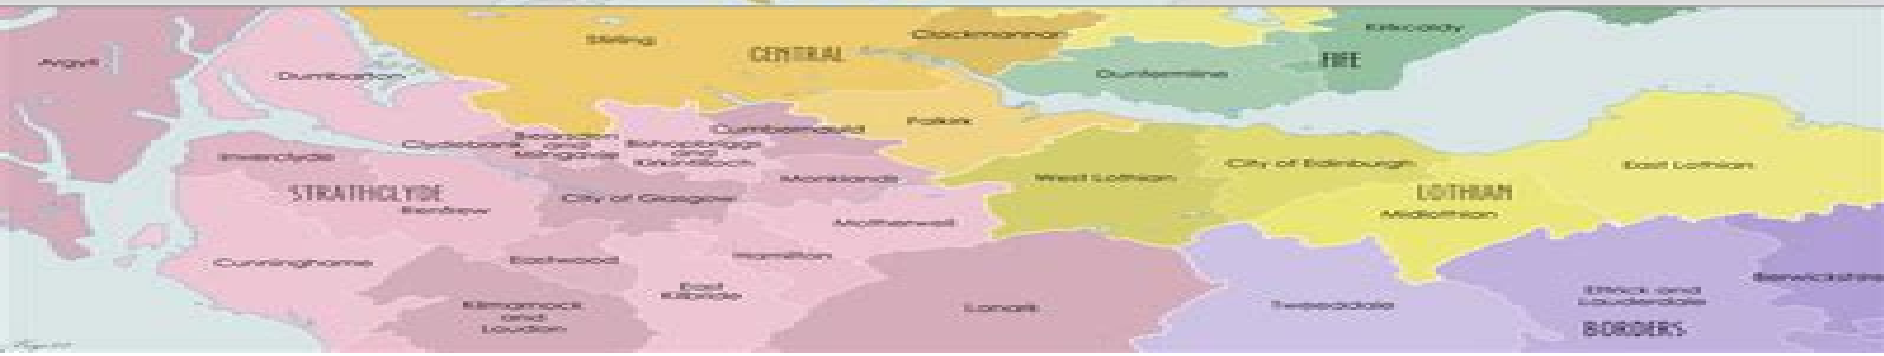 Kirkcaldy
Clackmannan
Stirling
CENTRAL
FIFE
Argyll
Dumbarton
Dunfermline
Falkirk
Cumbernauld
Bearsden
and
Milngavie
Clydebank
Bishopbriggs
and
Kirkintilloch
Inverclyde
City of Edinburgh
East Lothian
West Lothian
Monklands
STRATHCLYDE
LOTHIAN
City of Glasgow
Renfrew
Midlothian
Motherwell
Hamilton
Eastwood
Cunninghame
East
Kilbride
Berwickshire
Ettrick and
Lauderdale
Kilmarnock
and
Loudon
Lanark
Tweeddale
BORDERS